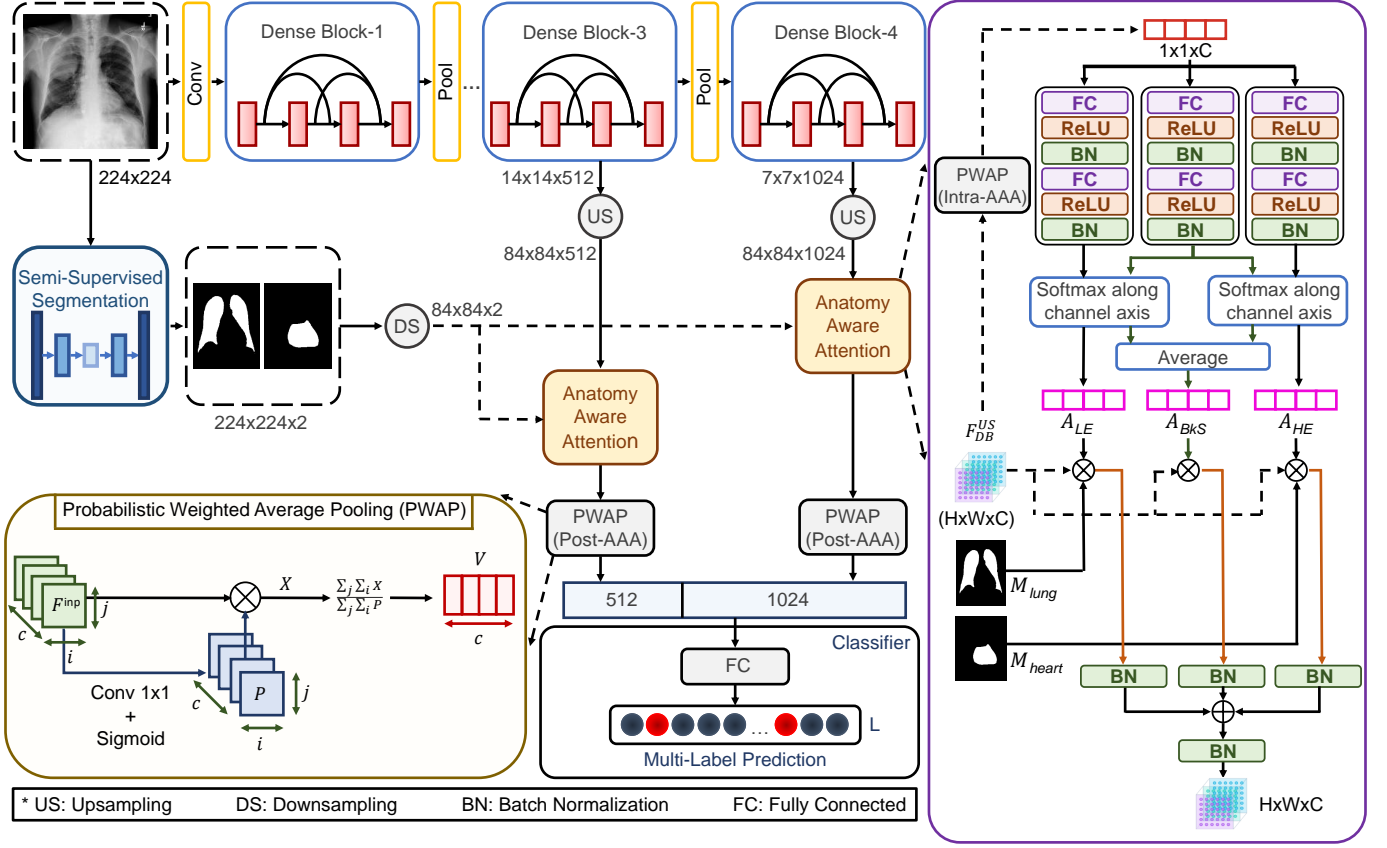 Conv
Dense Block-1
Pool
...
Dense Block-3
Pool
Dense Block-4
224x224
14x14x512
7x7x1024
US
US
84x84x512
84x84x1024
Semi-Supervised
Segmentation
224x224x2
DS
84x84x2
Anatomy
Aware
Attention
Anatomy
Aware
Attention
PWAP
(Post-AAA)
PWAP
(Post-AAA)
512
1024
Classifier
FC
... L
Multi-Label Prediction
Probabilistic Weighted Average Pooling (PWAP)
F^inp
j
c
i
X
∑j ∑i X
∑j ∑i P
V
c
P
j
c
i
Conv 1x1
+
Sigmoid
PWAP
(Intra-AAA)
1x1xC
FC FC FC
ReLU ReLU ReLU
BN BN BN
FC FC FC
ReLU ReLU ReLU
BN BN BN
Softmax along
channel axis
Softmax along
channel axis
Average
A_LE A_BkS A_HE
F_DB^US
(HxWxC)
M_lung
M_heart
BN BN BN
BN
HxWxC
* US: Upsampling DS: Downsampling BN: Batch Normalization FC: Fully Connected